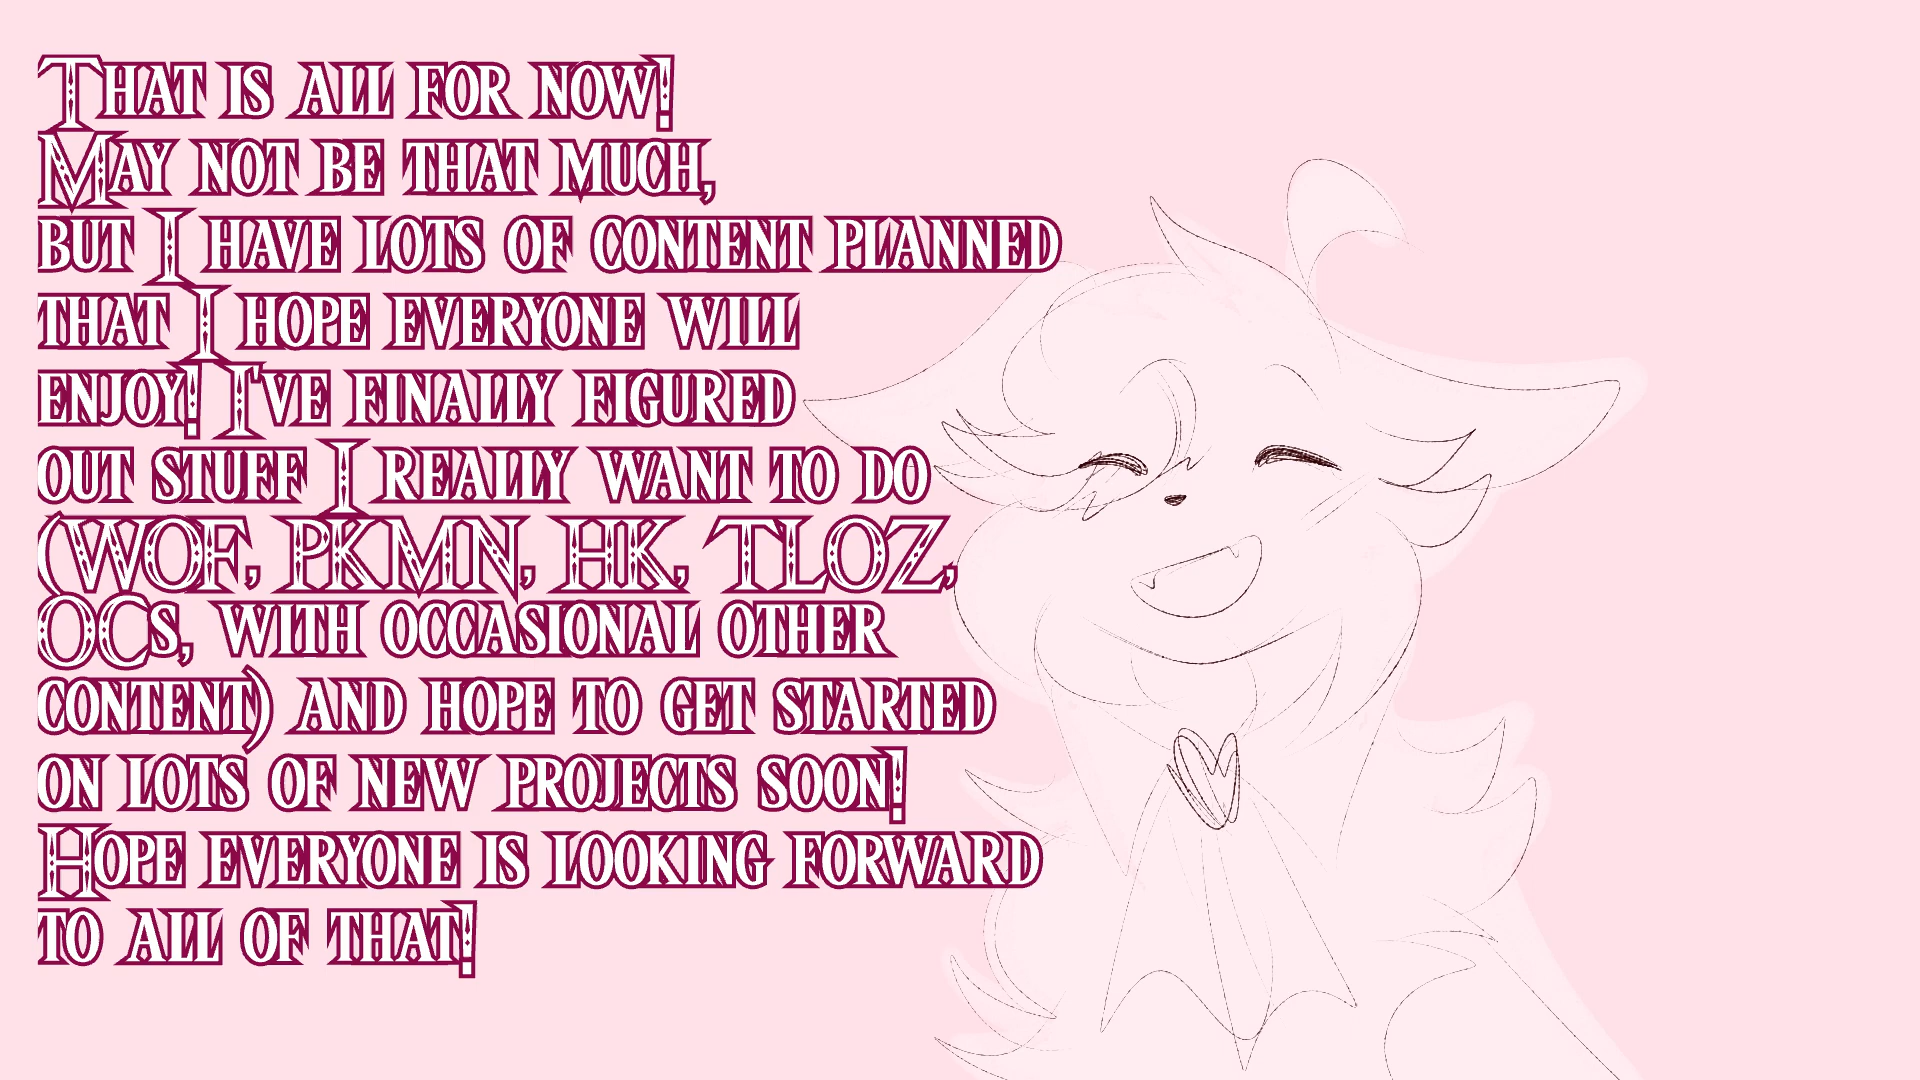 That is all for now!
May not be that much,
but I have lots of content planned
that I hope everyone will
enjoy! I've finally figured
out stuff I really want to do
(WOF, PKMN, HK, TLOZ,
OCs, with occasional other
content) and hope to get started
on lots of new projects soon!
Hope everyone is looking forward
to all of that!